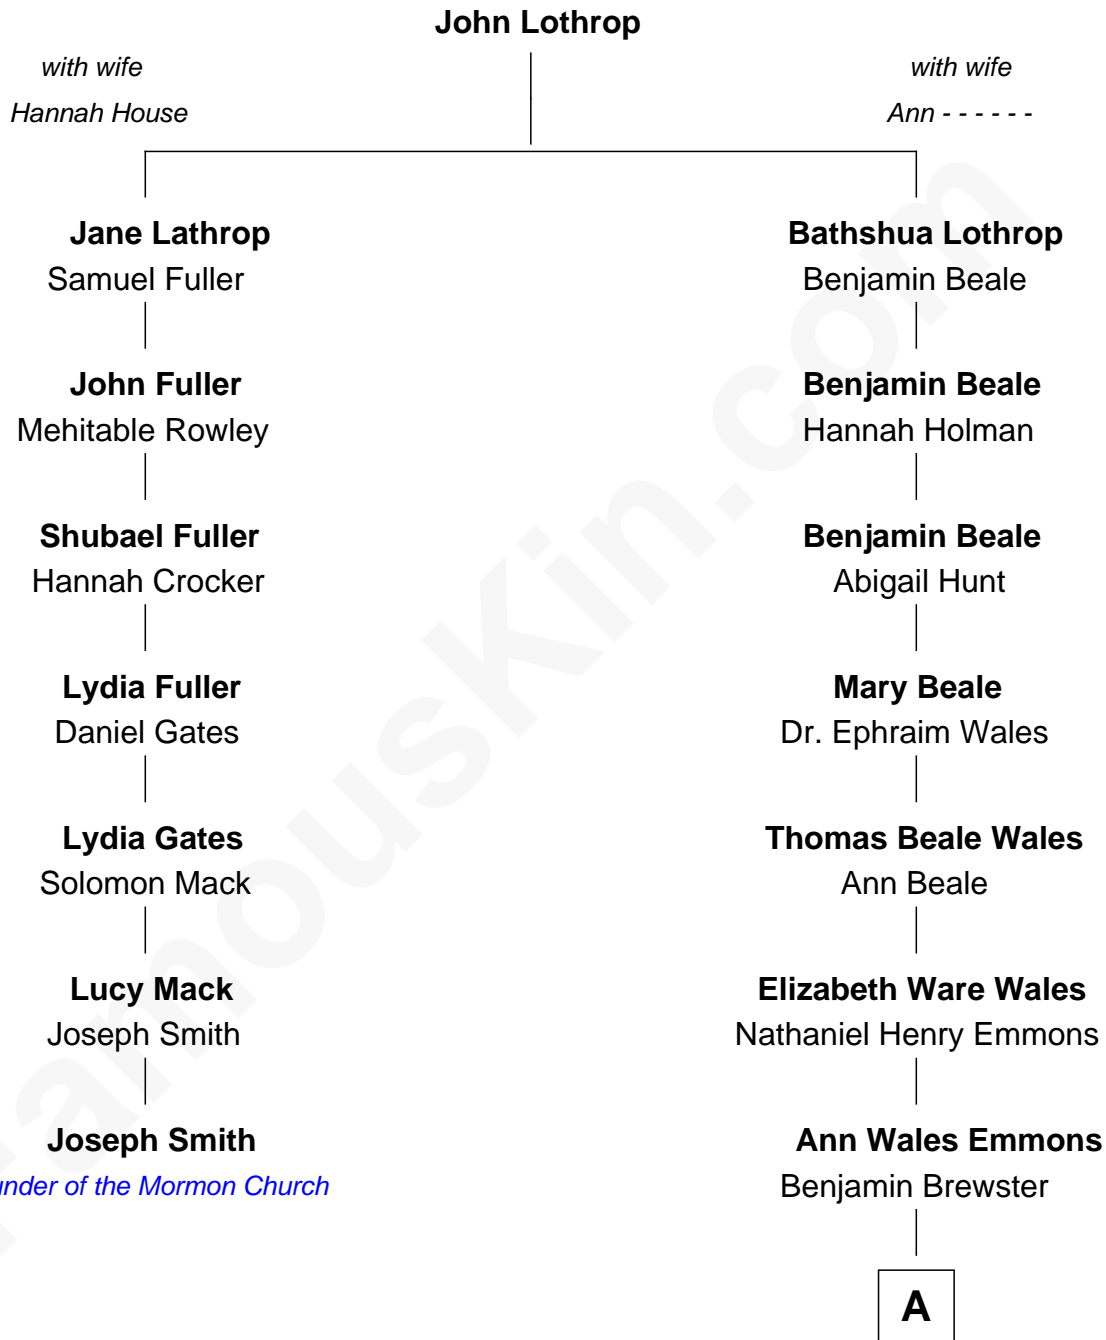 John Lothrop
with wife
with wife
Hannah House
Ann - - - - - -
Jane Lathrop
Bathshua Lothrop
Samuel Fuller
Benjamin Beale
John Fuller
Benjamin Beale
Mehitable Rowley
Hannah Holman
Shubael Fuller
Benjamin Beale
Hannah Crocker
Abigail Hunt
Lydia Fuller
Mary Beale
Daniel Gates
Dr. Ephraim Wales
Lydia Gates
Thomas Beale Wales
Solomon Mack
Ann Beale
Lucy Mack
Elizabeth Ware Wales
Joseph Smith
Nathaniel Henry Emmons
Joseph Smith
Ann Wales Emmons
under of the Mormon Church
Benjamin Brewster
A
FamousKin.com